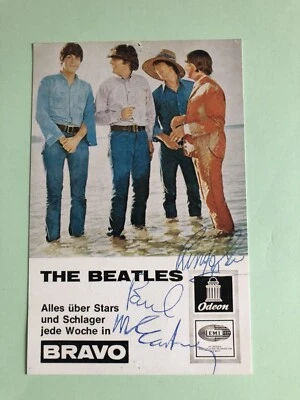 Ringo
THE BEATLES
Paul
McCartney
Alles über Stars
und Schlager
jede Woche in
BRAVO
Odeon
EMI